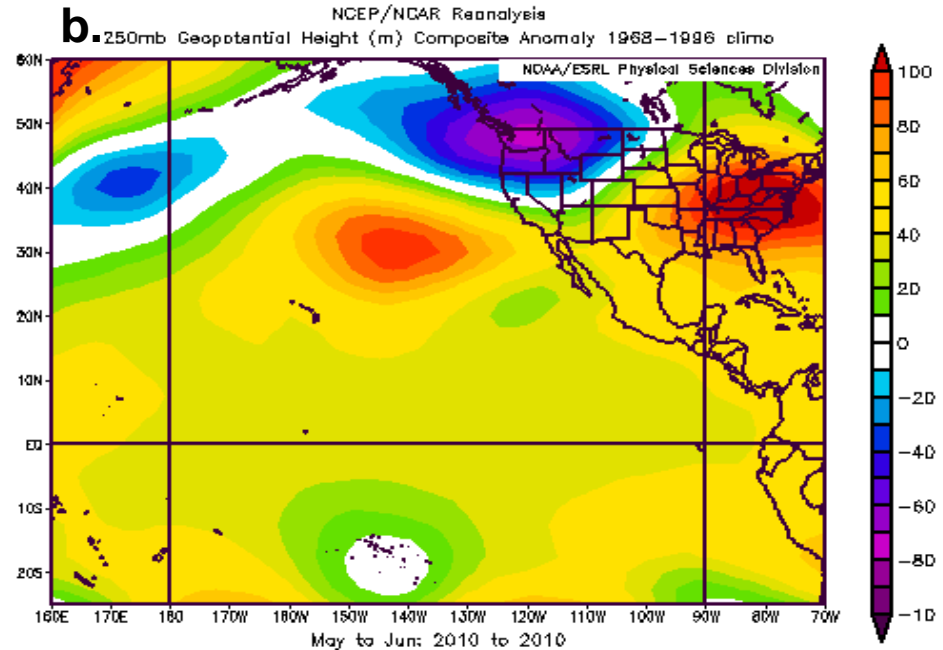 NCEP/NCAR Reanalysis
b. 250mb Geopotential Height (m) Composite Anomaly 1968-1996 climo
NOAA/ESRL Physical Sciences Division
60N
50N
40N
30N
20N
10N
EQ
10S
20S
160E 170E 180 170W 160W 150W 140W 130W 120W 110W 100W 90W 80W 70W
May to Jun: 2010 to 2010
100
80
60
40
20
0
-20
-40
-60
-80
-10